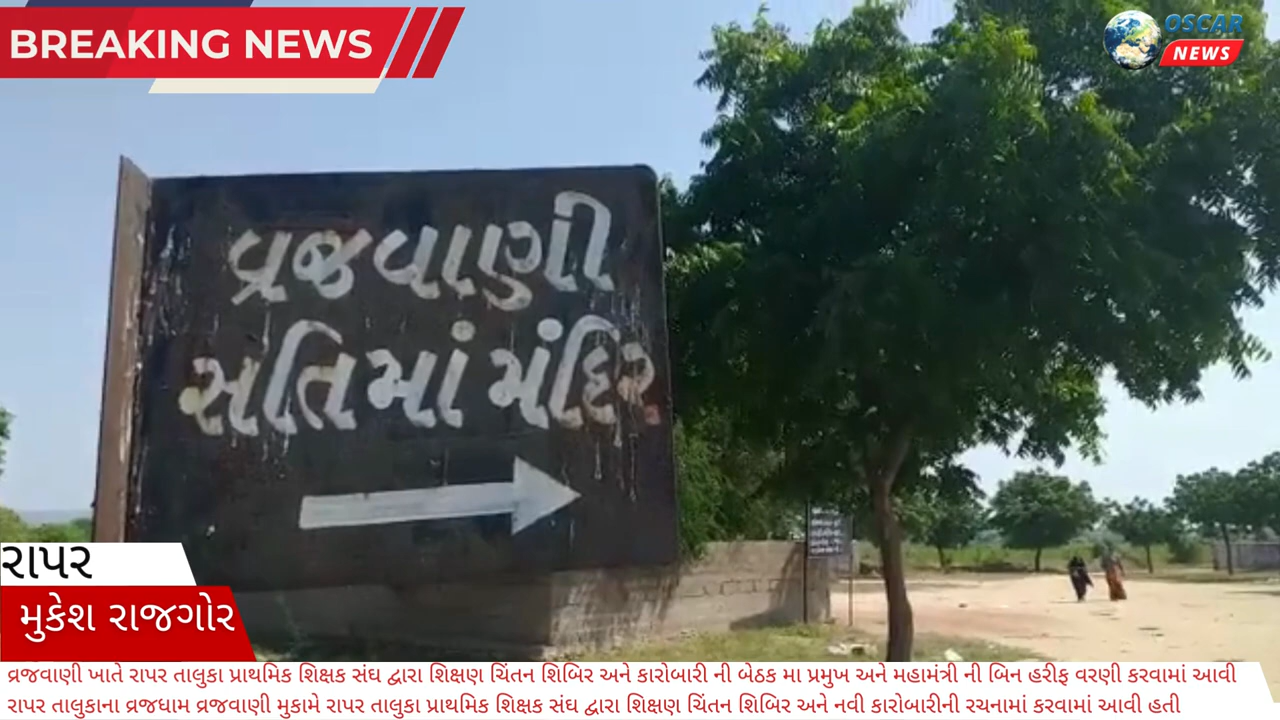 BREAKING NEWS
OSCAR
NEWS
વ્રજવાણી
સતિમાં મંદિર
રાપર
મુકેશ રાજગોર
વ્રજવાણી ખાતે રાપર તાલુકા પ્રાથમિક શિક્ષક સંઘ દ્વારા શિક્ષણ ચિંતન શિબિર અને કારોબારી ની બેઠક મા પ્રમુખ અને મહામંત્રી ની બિન હરીફ વરણી કરવામાં આવી
રાપર તાલુકાના વ્રજધામ વ્રજવાણી મુકામે રાપર તાલુકા પ્રાથમિક શિક્ષક સંઘ દ્વારા શિક્ષણ ચિંતન શિબિર અને નવી કારોબારીની રચનામાં કરવામાં આવી હતી